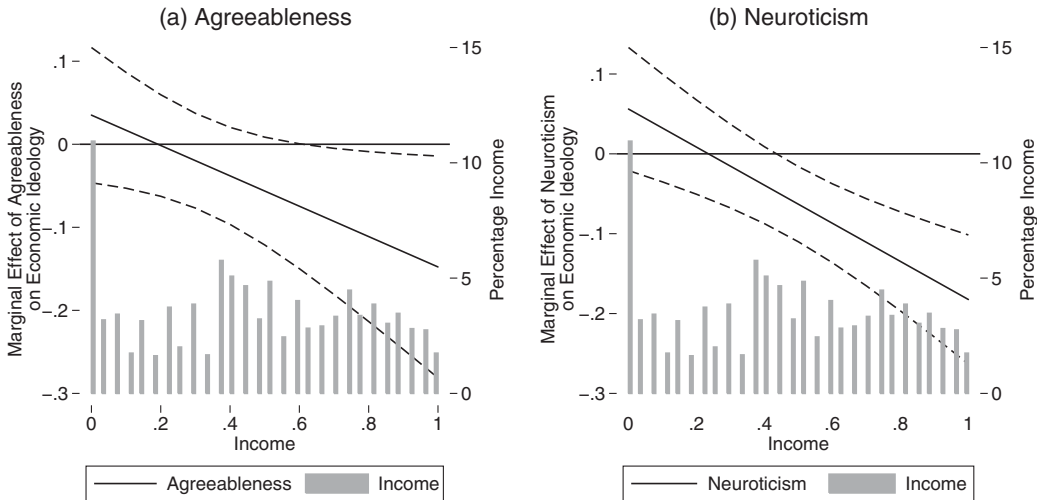 (a) Agreeableness
Marginal Effect of Agreeableness
on Economic Ideology
.1
0
−.1
−.2
−.3
15
10
5
0
Percentage Income
0 .2 .4 .6 .8 1
Income
Agreeableness Income
(b) Neuroticism
Marginal Effect of Neuroticism
on Economic Ideology
.1
0
−.1
−.2
−.3
15
10
5
0
Percentage Income
0 .2 .4 .6 .8 1
Income
Neuroticism Income